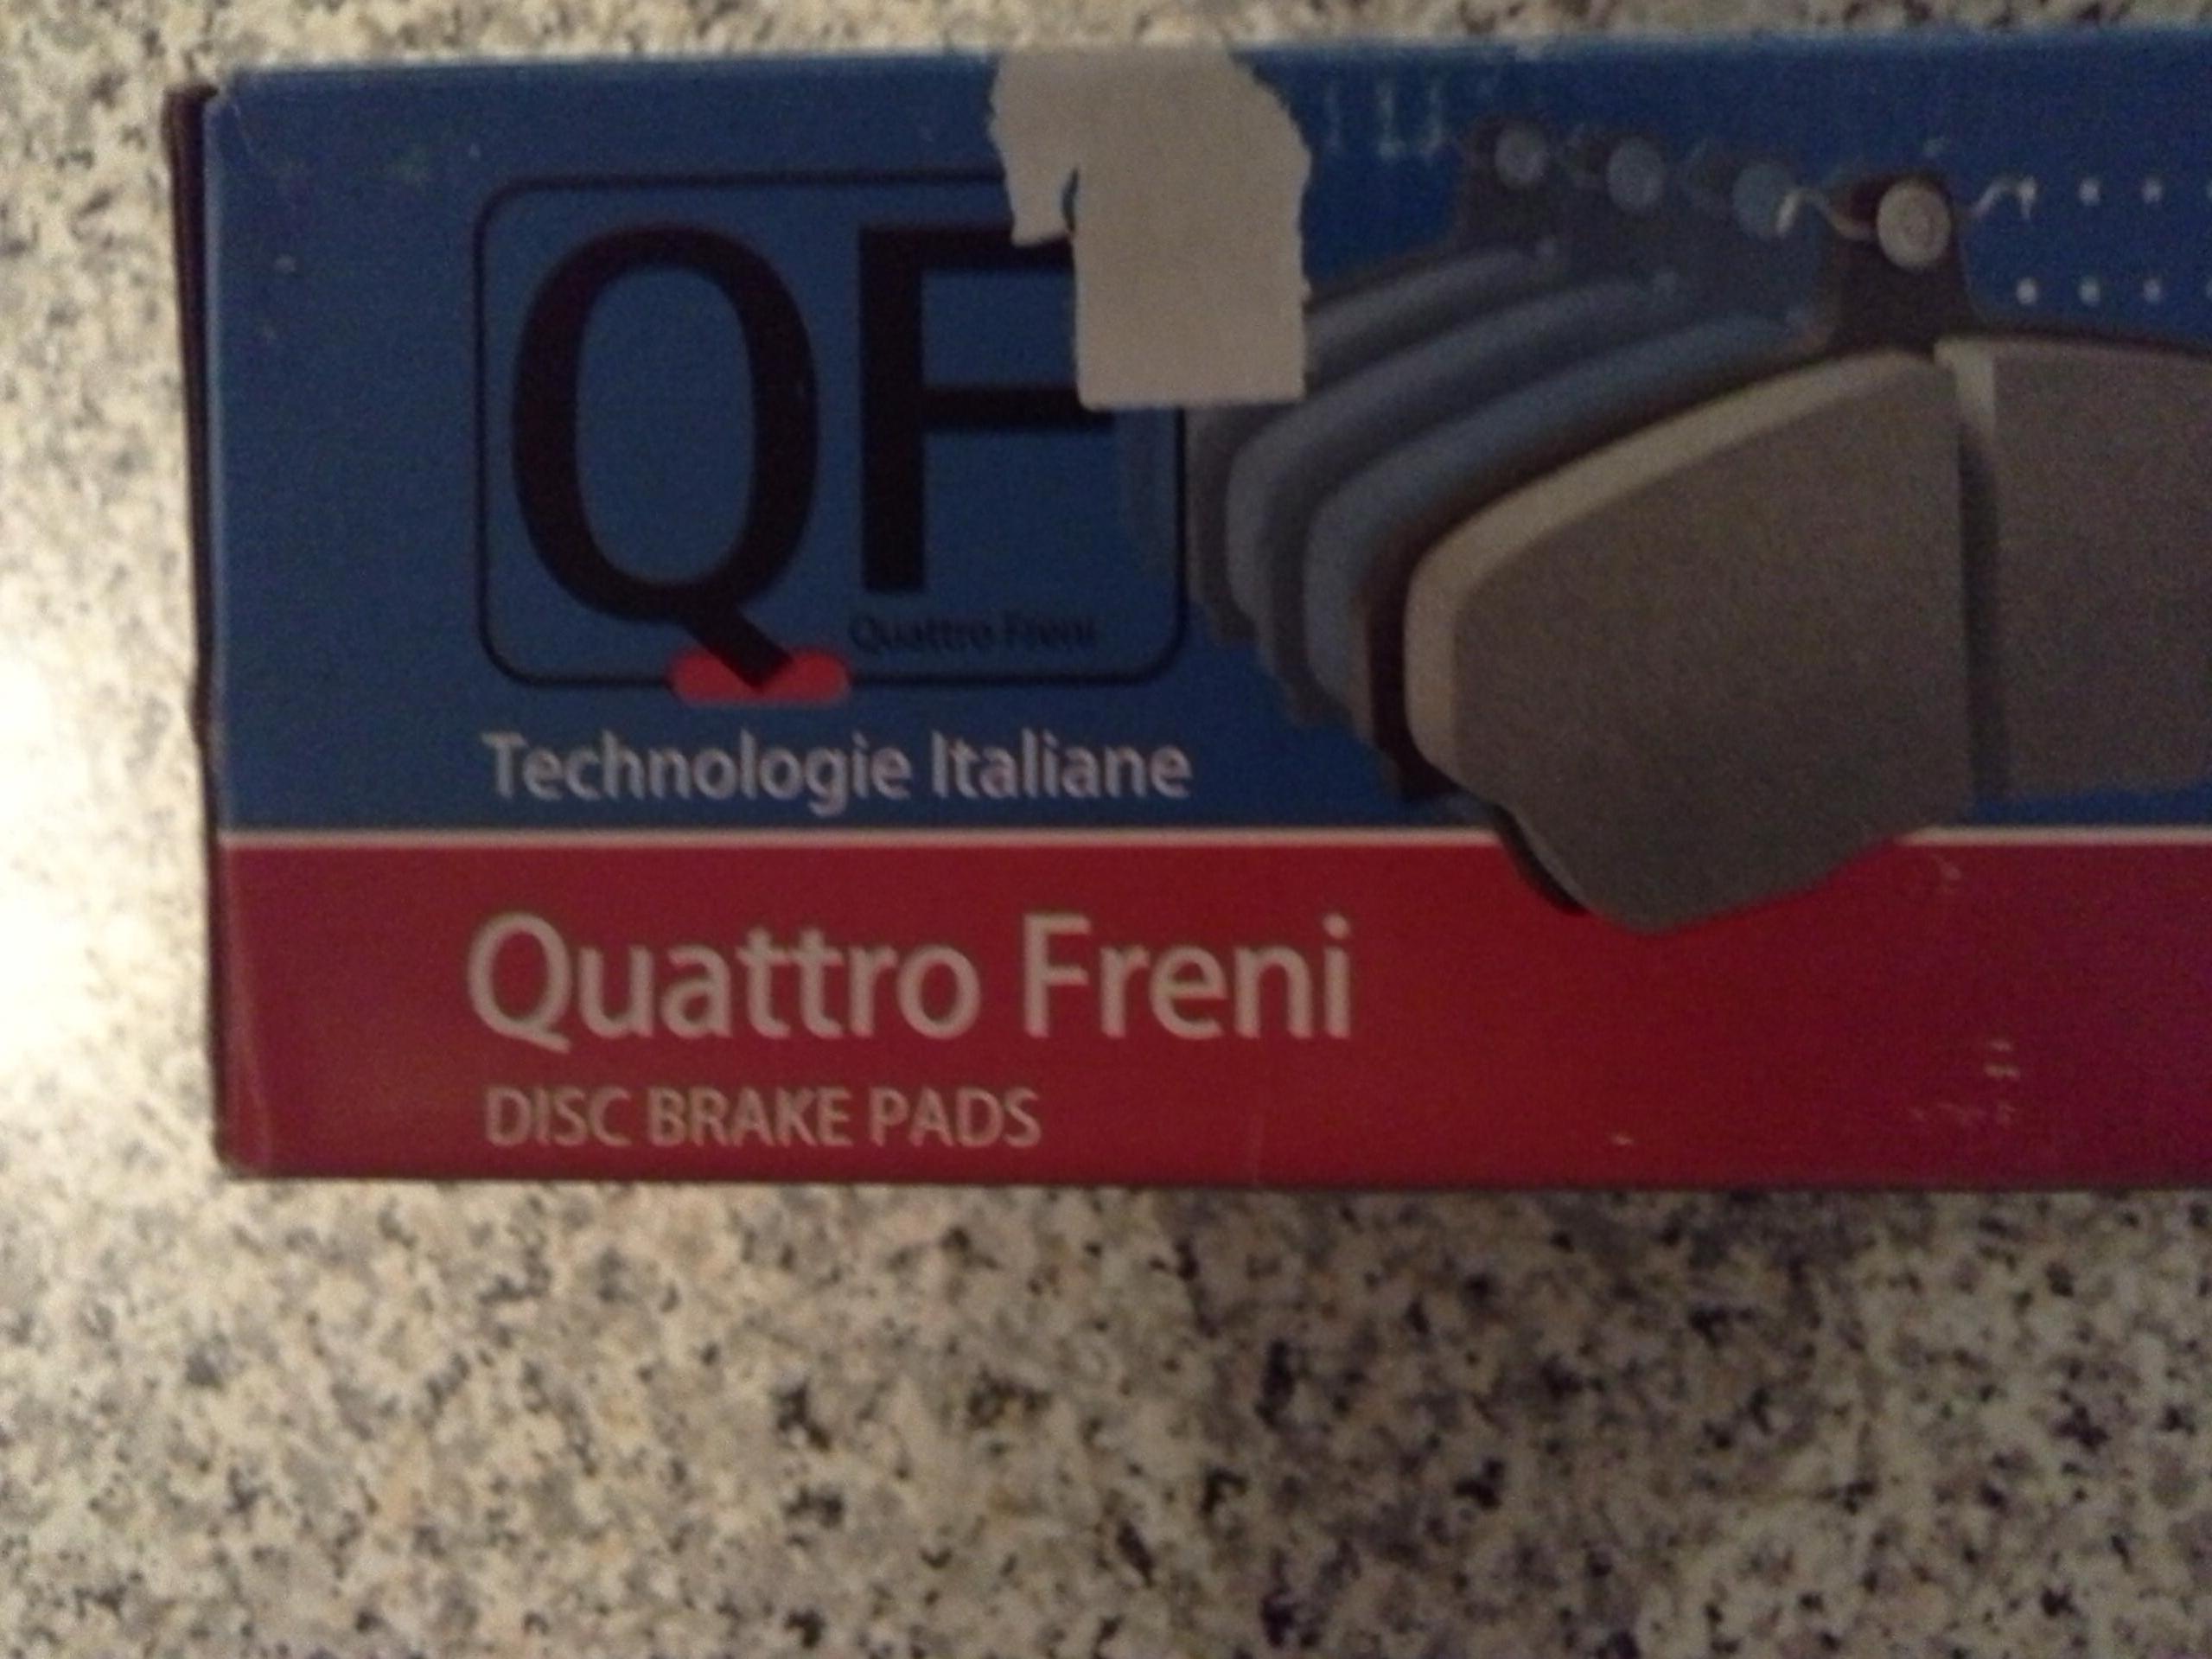 QF
Quattro Freni
Technologie Italiane
Quattro Freni
DISC BRAKE PADS